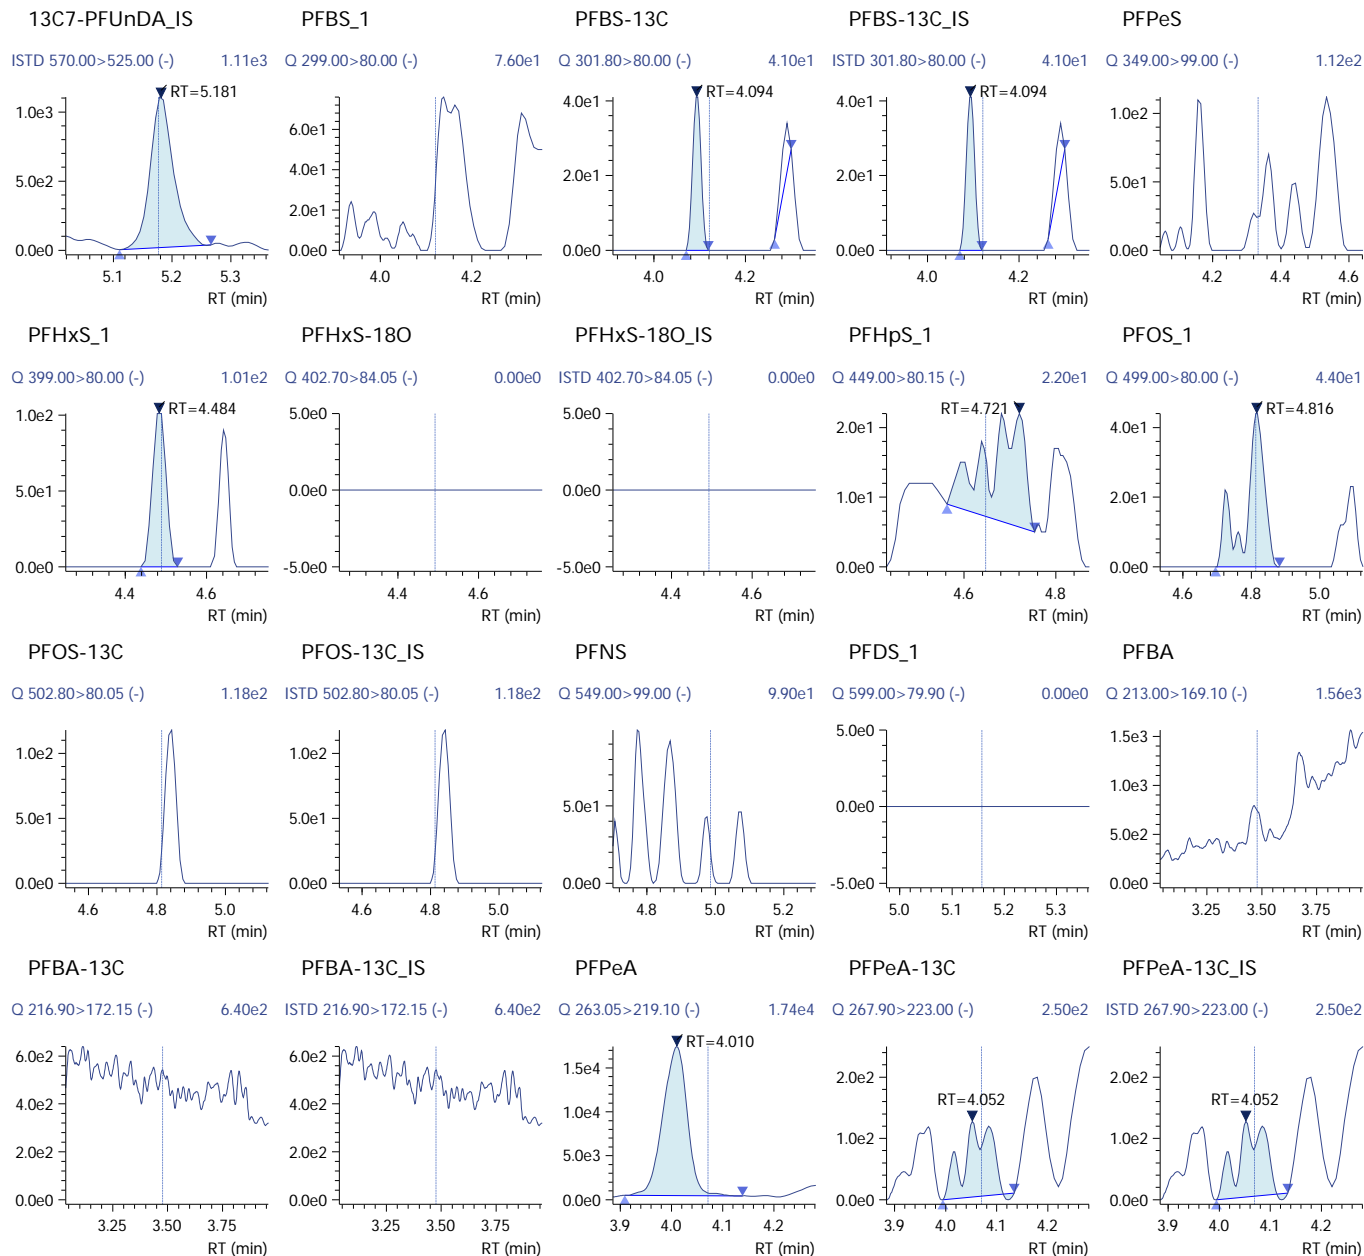 13C7-PFUnDA_IS
ISTD 570.00>525.00 (-) 1.11e3
RT=5.181
1.0e3
5.0e2
0.0e0
5.1 5.2 5.3
RT (min)
PFBS_1
Q 299.00>80.00 (-) 7.60e1
6.0e1
4.0e1
2.0e1
0.0e0
4.0 4.2
RT (min)
PFBS-13C
Q 301.80>80.00 (-) 4.10e1
RT=4.094
4.0e1
2.0e1
0.0e0
4.0 4.2
RT (min)
PFBS-13C_IS
ISTD 301.80>80.00 (-) 4.10e1
RT=4.094
4.0e1
2.0e1
0.0e0
4.0 4.2
RT (min)
PFPeS
Q 349.00>99.00 (-) 1.12e2
1.0e2
5.0e1
0.0e0
4.2 4.4 4.6
RT (min)
PFHxS_1
Q 399.00>80.00 (-) 1.01e2
RT=4.484
1.0e2
5.0e1
0.0e0
4.4 4.6
RT (min)
PFHxS-18O
Q 402.70>84.05 (-) 0.00e0
5.0e0
0.0e0
-5.0e0
4.4 4.6
RT (min)
PFHxS-18O_IS
ISTD 402.70>84.05 (-) 0.00e0
5.0e0
0.0e0
-5.0e0
4.4 4.6
RT (min)
PFHpS_1
Q 449.00>80.15 (-) 2.20e1
RT=4.721
2.0e1
1.0e1
0.0e0
4.6 4.8
RT (min)
PFOS_1
Q 499.00>80.00 (-) 4.40e1
RT=4.816
4.0e1
2.0e1
0.0e0
4.6 4.8 5.0
RT (min)
PFOS-13C
Q 502.80>80.05 (-) 1.18e2
1.0e2
5.0e1
0.0e0
4.6 4.8 5.0
RT (min)
PFOS-13C_IS
ISTD 502.80>80.05 (-) 1.18e2
1.0e2
5.0e1
0.0e0
4.6 4.8 5.0
RT (min)
PFNS
Q 549.00>99.00 (-) 9.90e1
5.0e1
0.0e0
4.8 5.0 5.2
RT (min)
PFDS_1
Q 599.00>79.90 (-) 0.00e0
5.0e0
0.0e0
-5.0e0
5.0 5.1 5.2 5.3
RT (min)
PFBA
Q 213.00>169.10 (-) 1.56e3
1.5e3
1.0e3
5.0e2
0.0e0
3.25 3.50 3.75
RT (min)
PFBA-13C
Q 216.90>172.15 (-) 6.40e2
6.0e2
4.0e2
2.0e2
0.0e0
3.25 3.50 3.75
RT (min)
PFBA-13C_IS
ISTD 216.90>172.15 (-) 6.40e2
6.0e2
4.0e2
2.0e2
0.0e0
3.25 3.50 3.75
RT (min)
PFPeA
Q 263.05>219.10 (-) 1.74e4
RT=4.010
1.5e4
1.0e4
5.0e3
0.0e0
3.9 4.0 4.1 4.2
RT (min)
PFPeA-13C
Q 267.90>223.00 (-) 2.50e2
RT=4.052
2.0e2
1.0e2
0.0e0
3.9 4.0 4.1 4.2
RT (min)
PFPeA-13C_IS
ISTD 267.90>223.00 (-) 2.50e2
RT=4.052
2.0e2
1.0e2
0.0e0
3.9 4.0 4.1 4.2
RT (min)